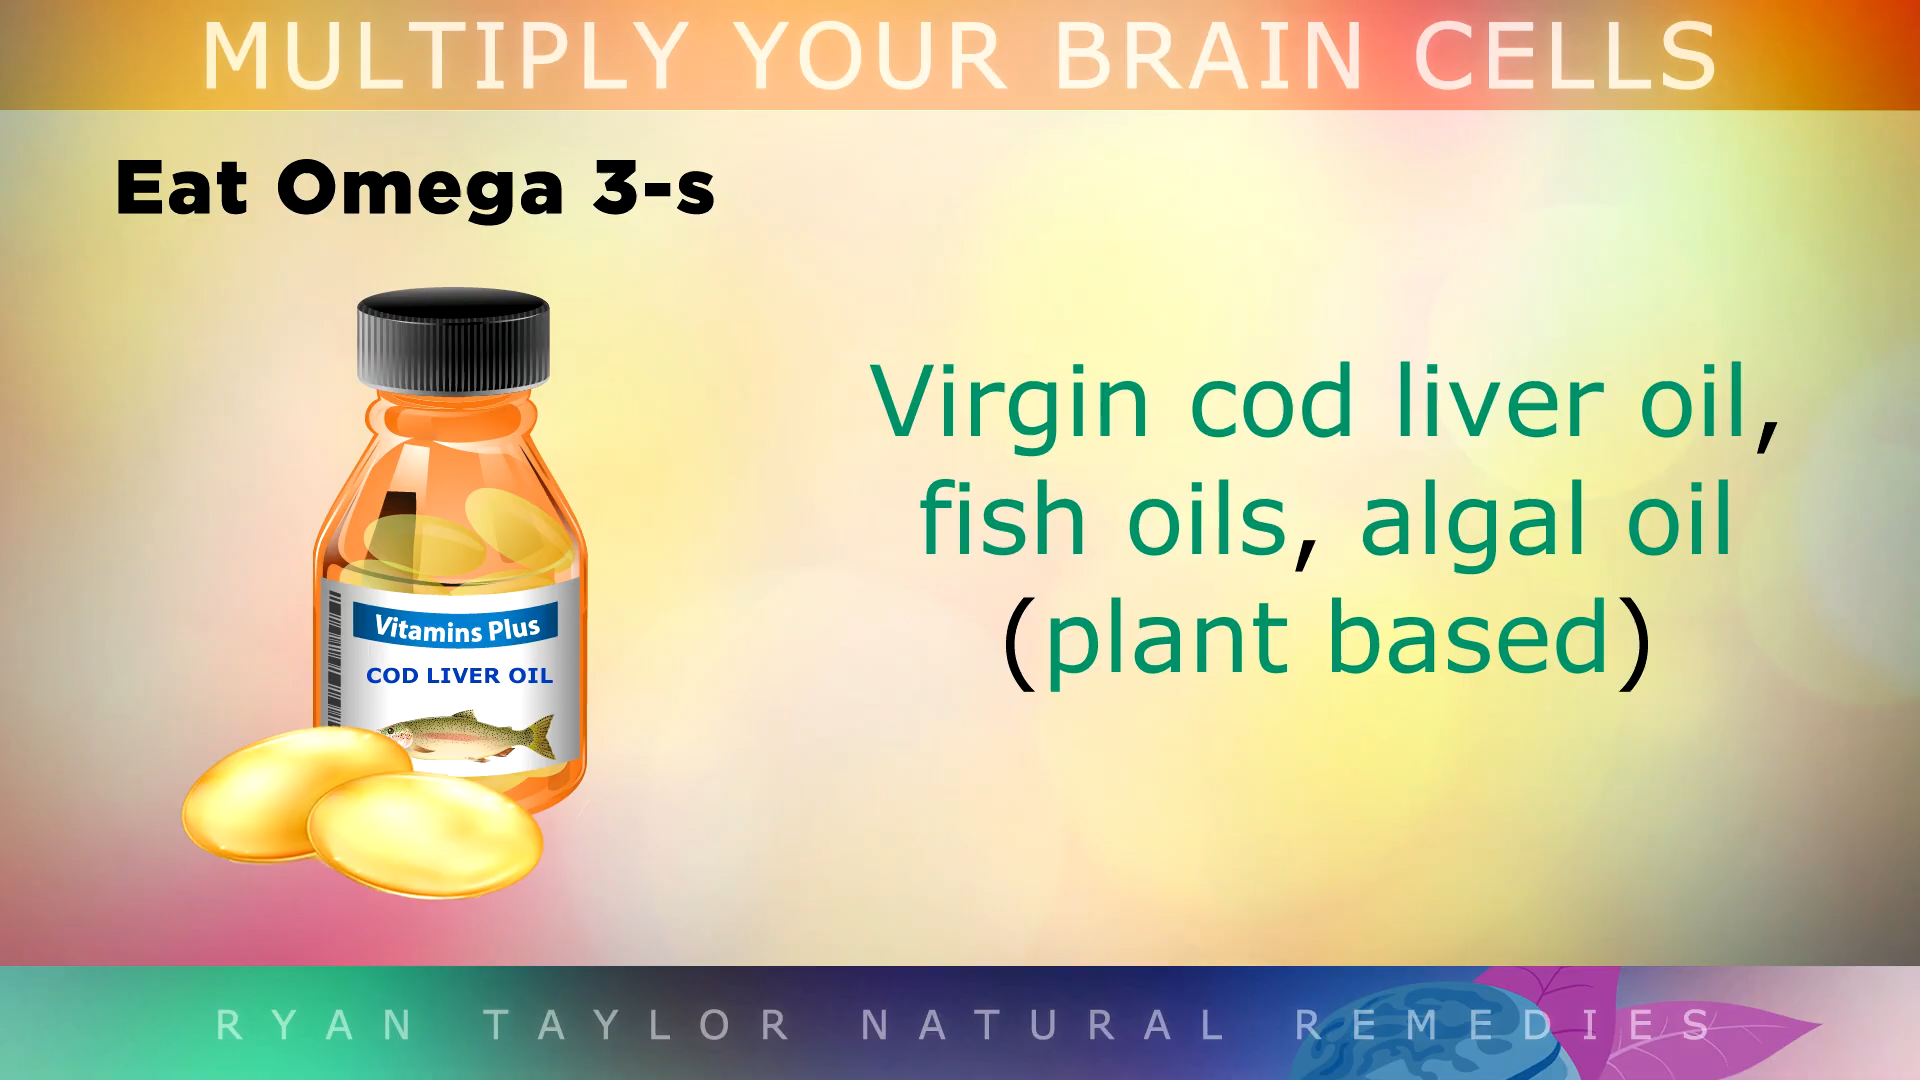 MULTIPLY YOUR BRAIN CELLS
Eat Omega 3-s
Virgin cod liver oil,
fish oils, algal oil
(plant based)
Vitamins Plus
COD LIVER OIL
RYAN TAYLOR NATURAL REMEDIES